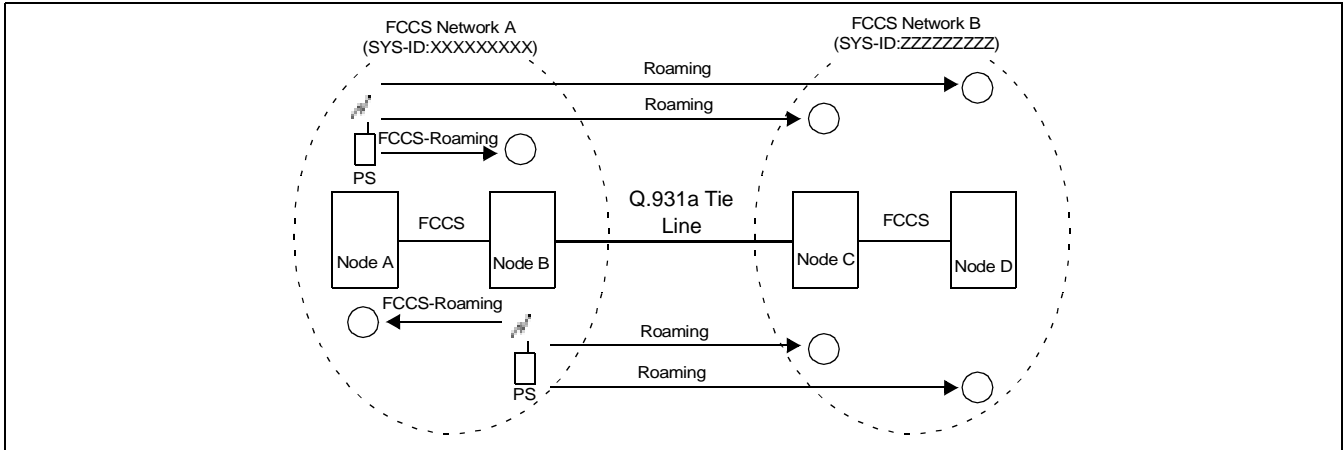 FCCS Network A
(SYS-ID:XXXXXXXXX)
FCCS Network B
(SYS-ID:ZZZZZZZZZ)
Roaming
Roaming
FCCS-Roaming
PS
Q.931a Tie
Line
FCCS
FCCS
Node A
Node B
Node C
Node D
FCCS-Roaming
Roaming
Roaming
PS